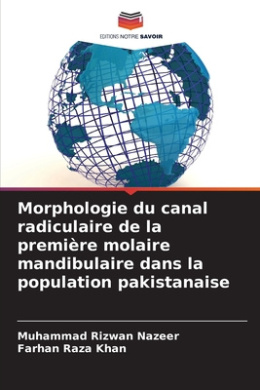 EDITIONS NOTRE SAVOIR
Morphologie du canal
radiculaire de la
première molaire
mandibulaire dans la
population pakistanaise
Muhammad Rizwan Nazeer
Farhan Raza Khan